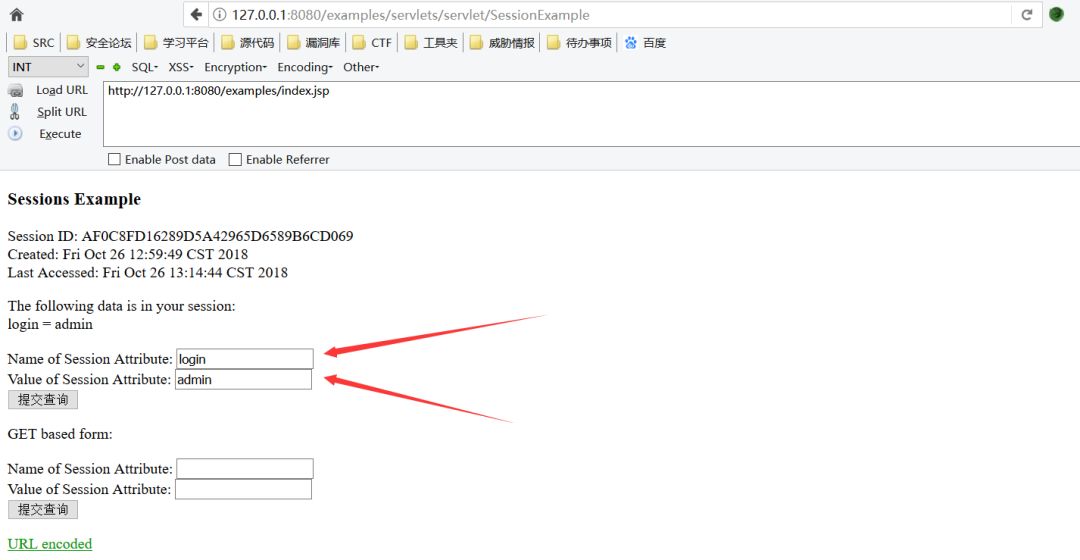 127.0.0.1:8080/examples/servlets/servlet/SessionExample
SRC 安全论坛 学习平台 源代码 漏洞库 CTF 工具夹 威胁情报 待办事项 百度
INT SQL- XSS- Encryption- Encoding- Other-
Load URL http://127.0.0.1:8080/examples/index.jsp
Split URL
Execute
Enable Post data Enable Referrer
Sessions Example
Session ID: AF0C8FD16289D5A42965D6589B6CD069
Created: Fri Oct 26 12:59:49 CST 2018
Last Accessed: Fri Oct 26 13:14:44 CST 2018
The following data is in your session:
login = admin
Name of Session Attribute: login
Value of Session Attribute: admin
提交查询
GET based form:
Name of Session Attribute:
Value of Session Attribute:
提交查询
URL encoded